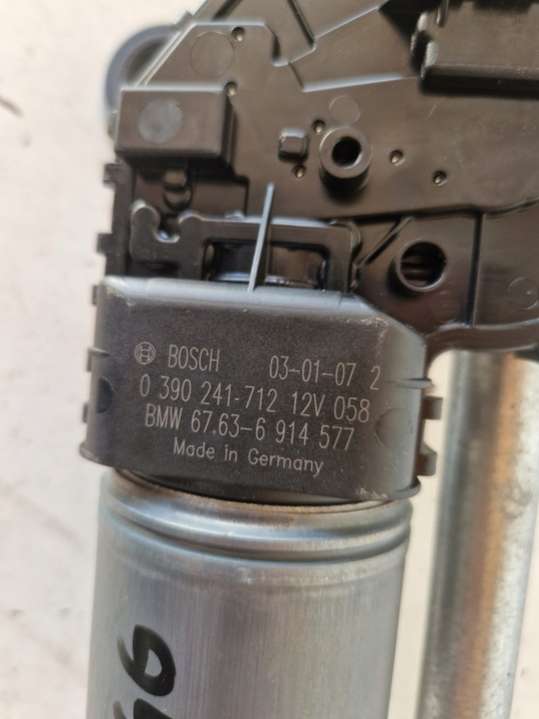 BOSCH 03-01-07 2
0 390 241-712 12V 058
BMW 67.63-6 914 577
Made in Germany